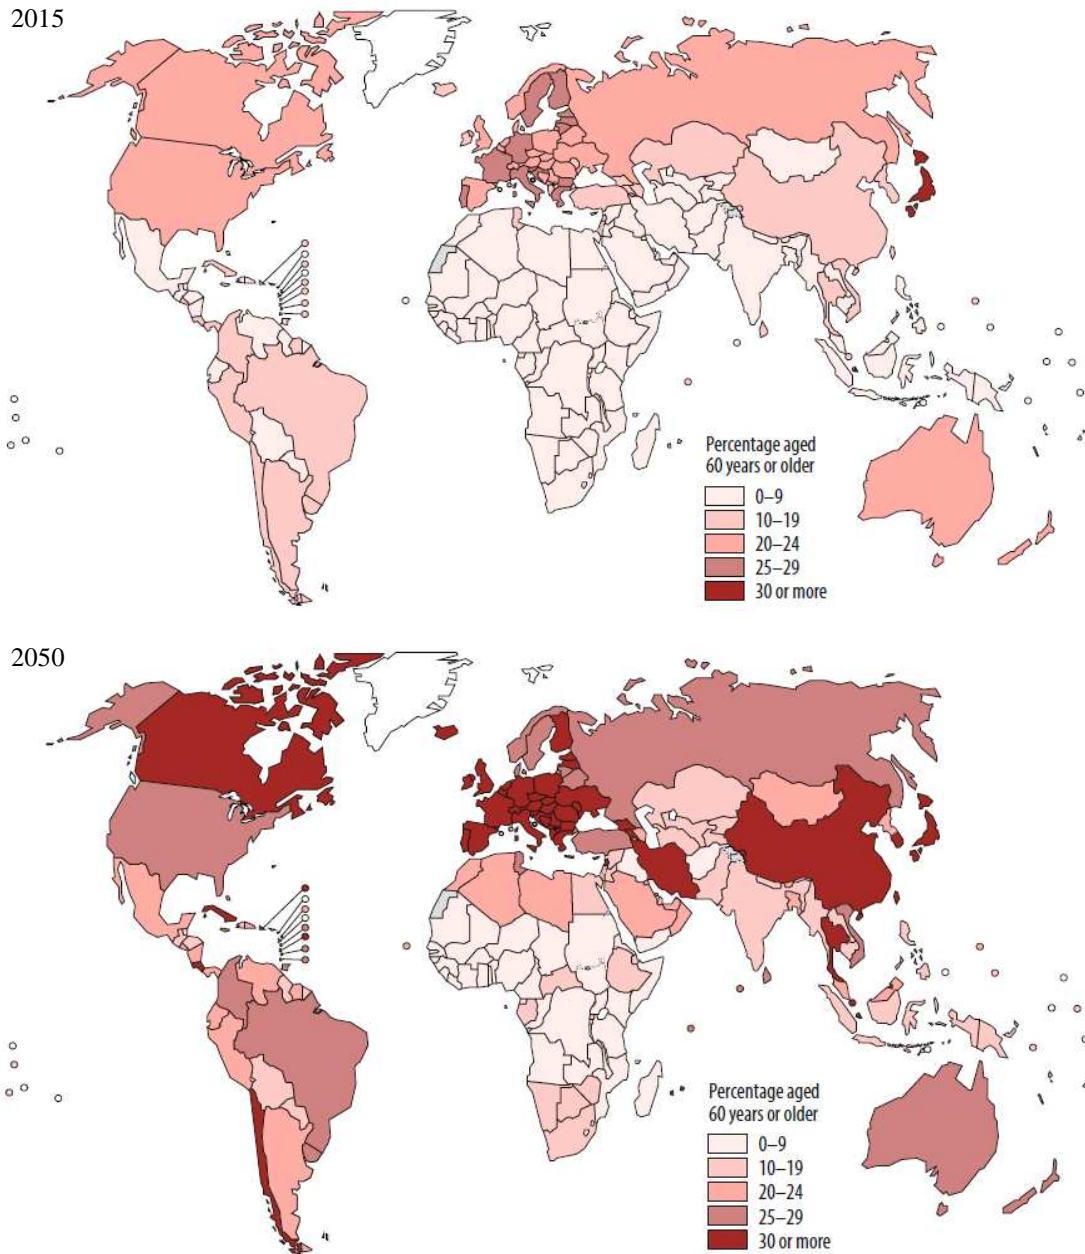 2015
Percentage aged
60 years or older
0–9
10–19
20–24
25–29
30 or more
2050
Percentage aged
60 years or older
0–9
10–19
20–24
25–29
30 or more